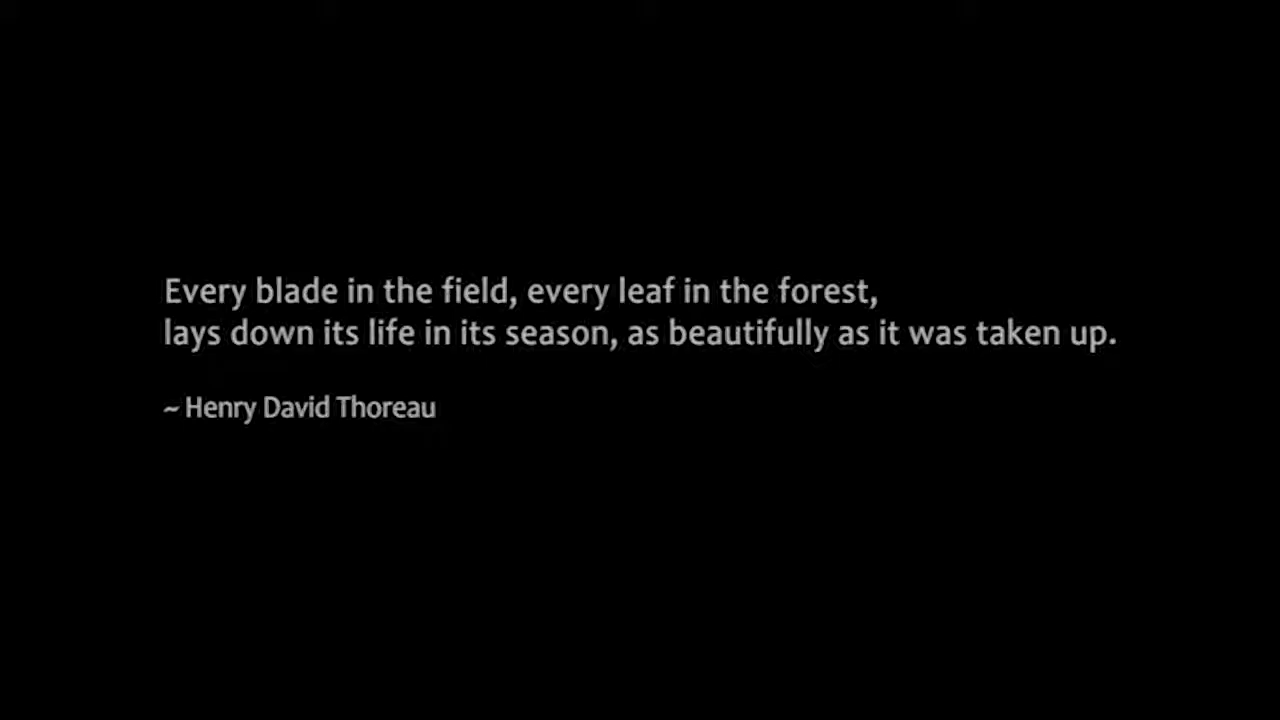 Every blade in the field, every leaf in the forest,
lays down its life in its season, as beautifully as it was taken up.
~ Henry David Thoreau